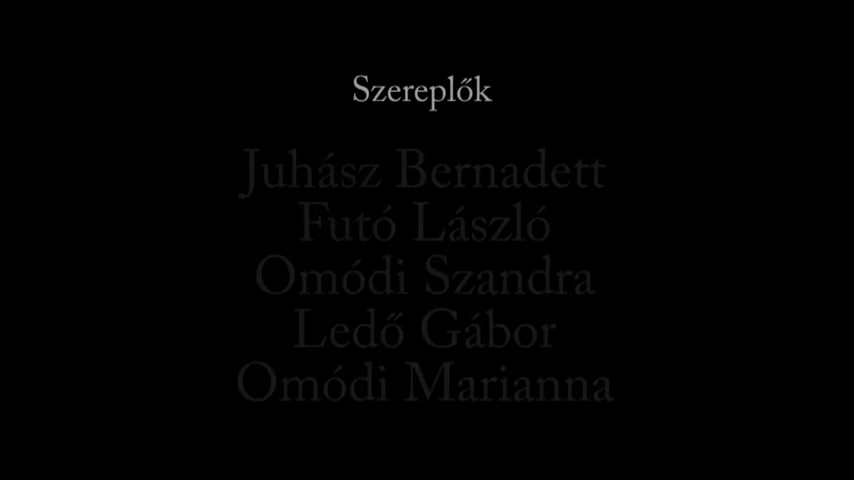 Szereplők
Juhász Bernadett
Futó László
Omódi Szandra
Ledő Gábor
Omódi Marianna